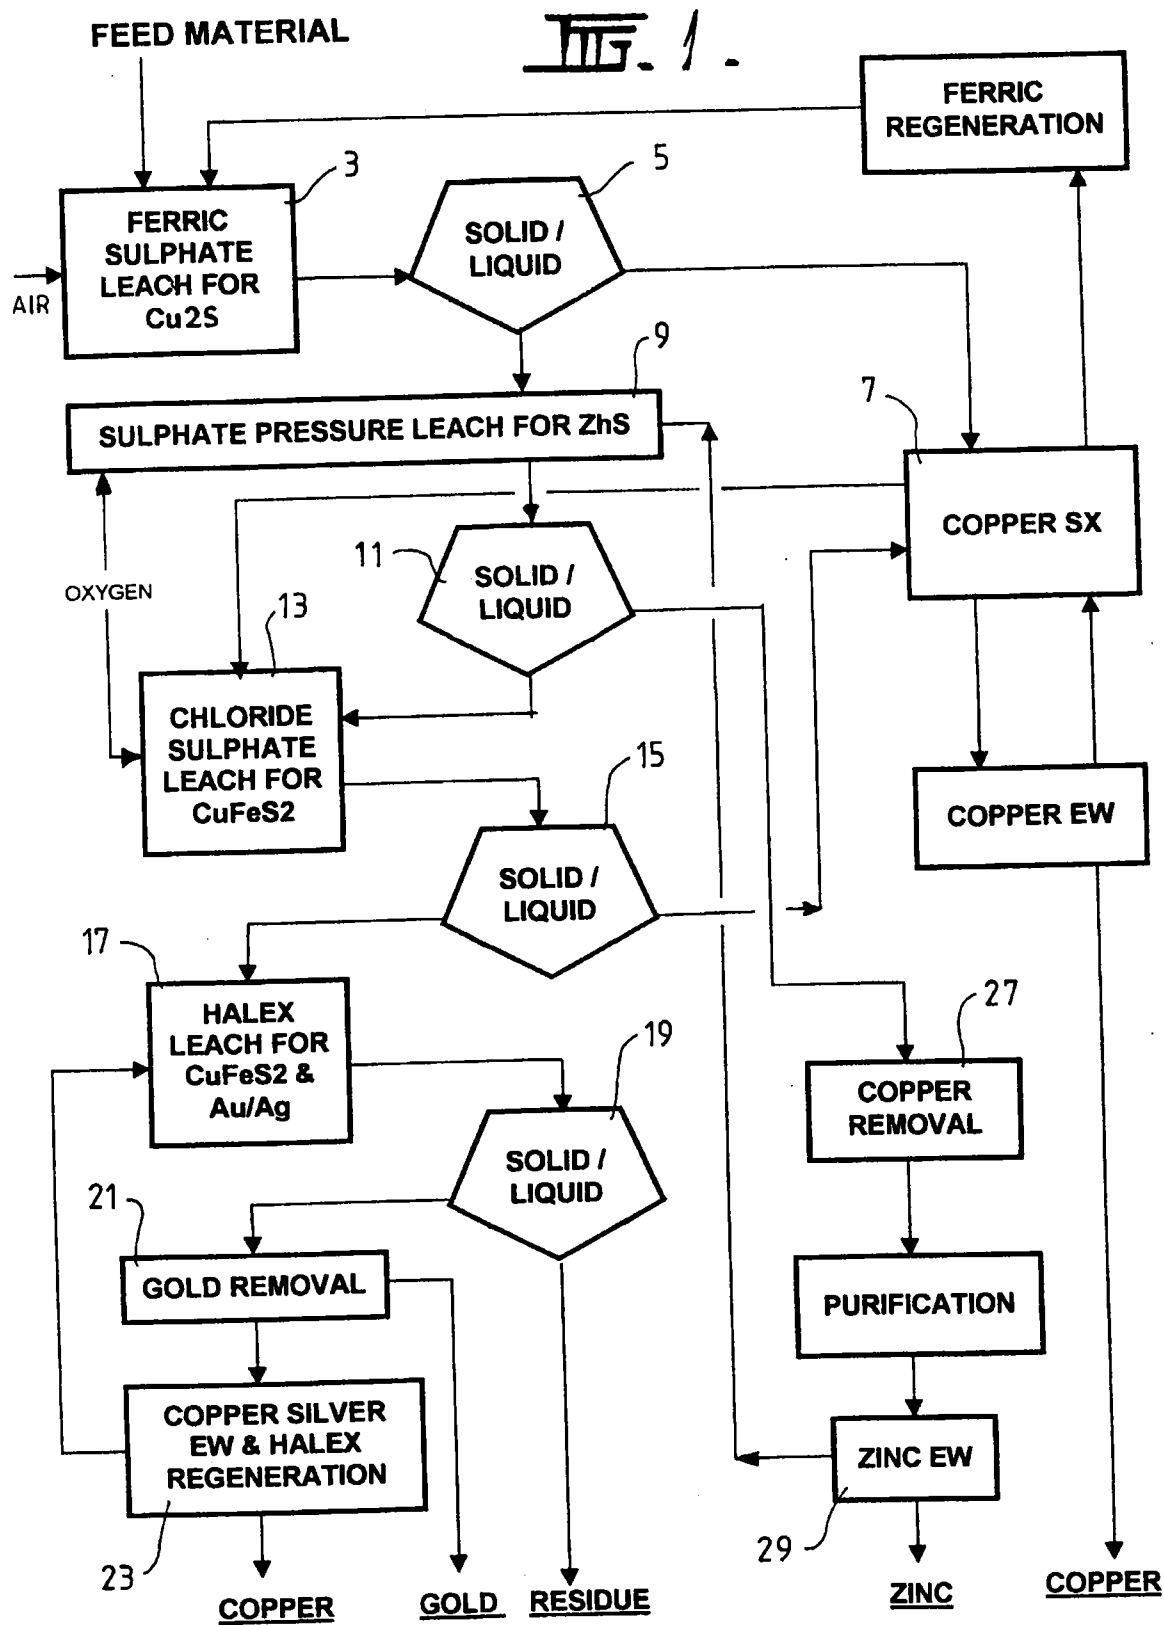 FEED MATERIAL
FIG. 1.
FERRIC
REGENERATION
3
5
FERRIC
SULPHATE
LEACH FOR
Cu2S
SOLID /
LIQUID
AIR
9
7
SULPHATE PRESSURE LEACH FOR ZhS
COPPER SX
11
SOLID /
LIQUID
OXYGEN
13
CHLORIDE
SULPHATE
LEACH FOR
CuFeS2
15
COPPER EW
SOLID /
LIQUID
17
HALEX
LEACH FOR
CuFeS2 &
Au/Ag
19
27
COPPER
REMOVAL
SOLID /
LIQUID
21
GOLD REMOVAL
PURIFICATION
COPPER SILVER
EW & HALEX
REGENERATION
ZINC EW
23
29
COPPER
GOLD
RESIDUE
ZINC
COPPER